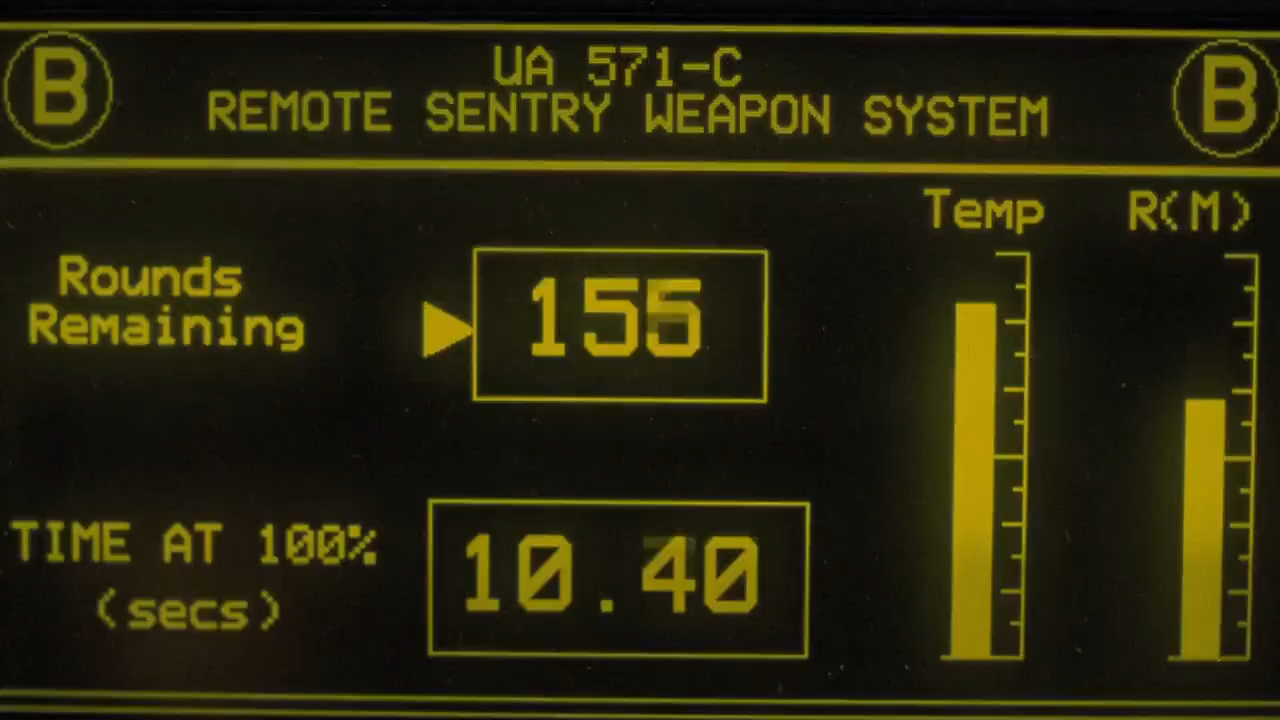 B
UA 571-C
B
REMOTE SENTRY WEAPON SYSTEM
Temp
R(M)
Rounds
Remaining
155
TIME AT 100%
(secs)
10.40